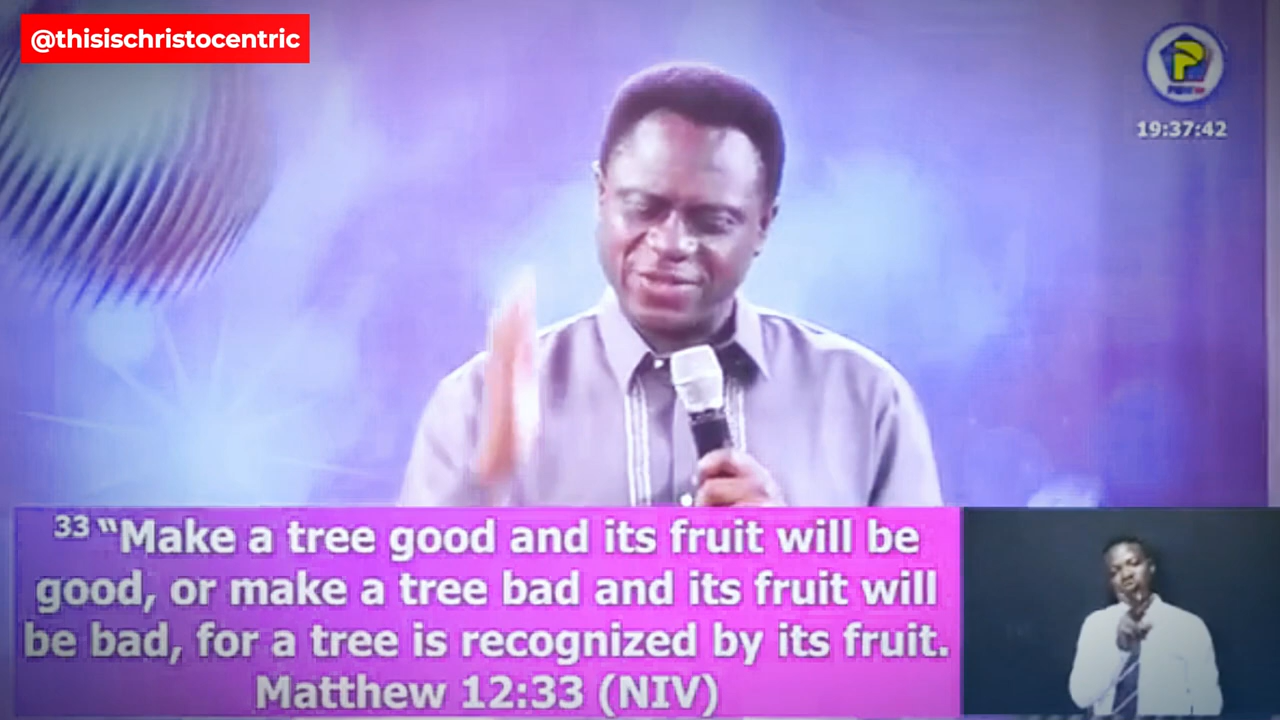 @thisischristocentric
P
19:37:42
33 “Make a tree good and its fruit will be
good, or make a tree bad and its fruit will
be bad, for a tree is recognized by its fruit.
Matthew 12:33 (NIV)